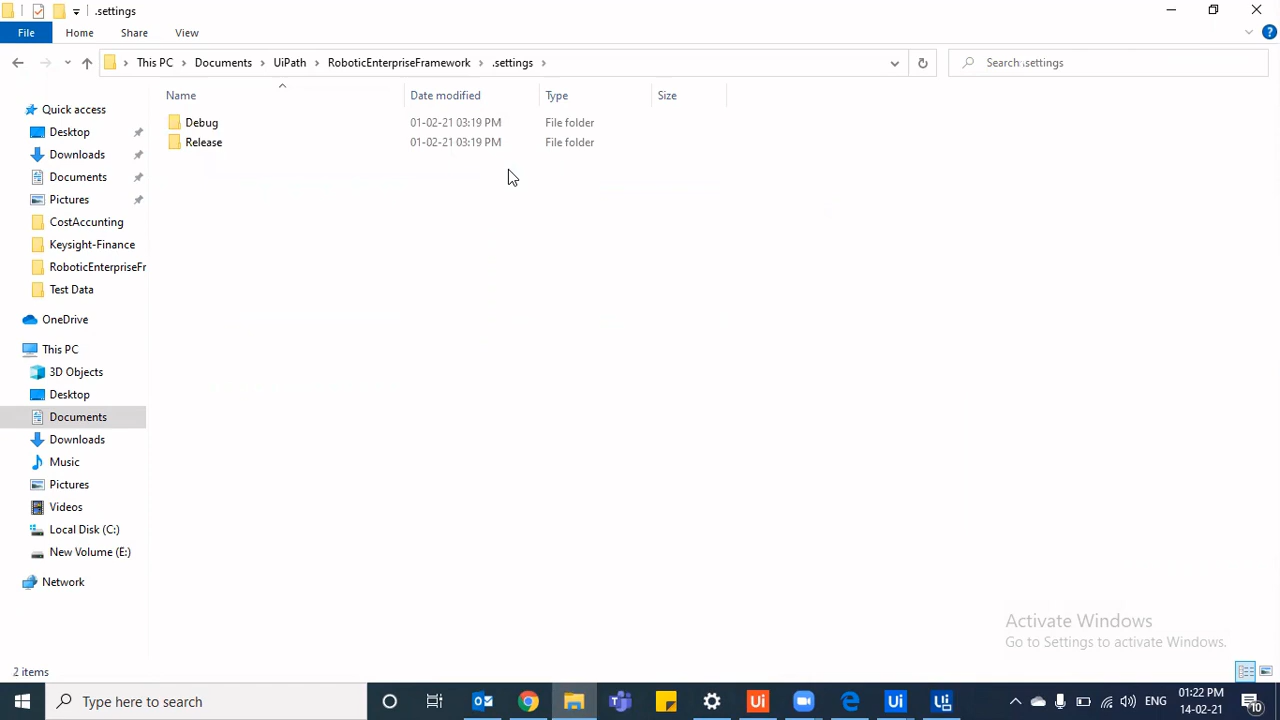 .settings
File Home Share View
This PC Documents UiPath RoboticEnterpriseFramework .settings Search .settings
Name Date modified Type Size
Debug 01-02-21 03:19 PM File folder
Release 01-02-21 03:19 PM File folder
Quick access
Desktop
Downloads
Documents
Pictures
CostAccunting
Keysight-Finance
RoboticEnterpriseFr
Test Data
OneDrive
This PC
3D Objects
Desktop
Documents
Downloads
Music
Pictures
Videos
Local Disk (C:)
New Volume (E:)
Network
Activate Windows
Go to Settings to activate Windows.
2 items
Type here to search
Ui
Ui
Ui
ENG
01:22 PM
14-02-21
10